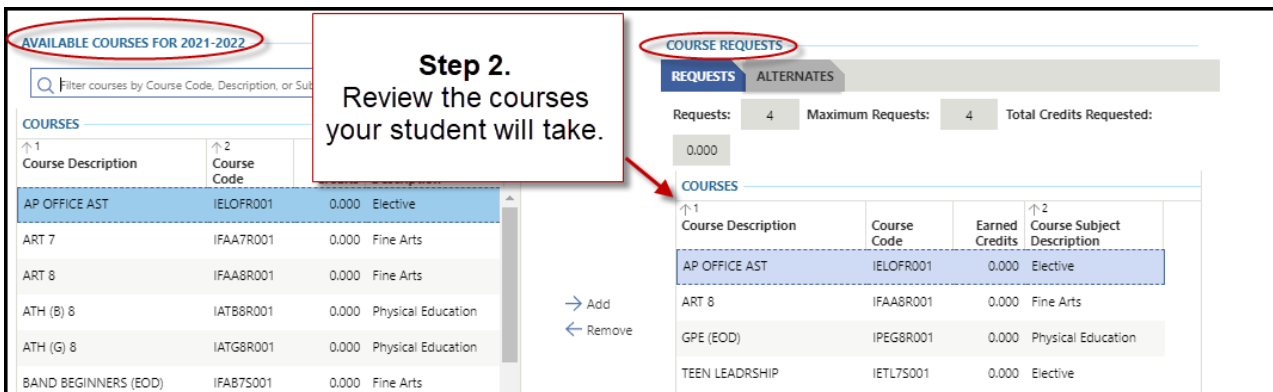 AVAILABLE COURSES FOR 2021-2022
Filter courses by Course Code, Description, or Sub
COURSES
↑1 ↑2
Course Description Course
Code
AP OFFICE AST IELOFR001 0.000 Elective
ART 7 IFAA7R001 0.000 Fine Arts
ART 8 IFAA8R001 0.000 Fine Arts
ATH (B) 8 IATB8R001 0.000 Physical Education
ATH (G) 8 IATG8R001 0.000 Physical Education
BAND BEGINNERS (EOD) IFAB7S001 0.000 Fine Arts
Step 2.
Review the courses
your student will take.
→ Add
← Remove
COURSE REQUESTS
REQUESTS ALTERNATES
Requests: 4 Maximum Requests: 4 Total Credits Requested:
0.000
COURSES
↑1 ↑2
Course Description Course Earned Course Subject
Code Credits Description
AP OFFICE AST IELOFR001 0.000 Elective
ART 8 IFAA8R001 0.000 Fine Arts
GPE (EOD) IPEG8R001 0.000 Physical Education
TEEN LEADRSHIP IETL7S001 0.000 Elective